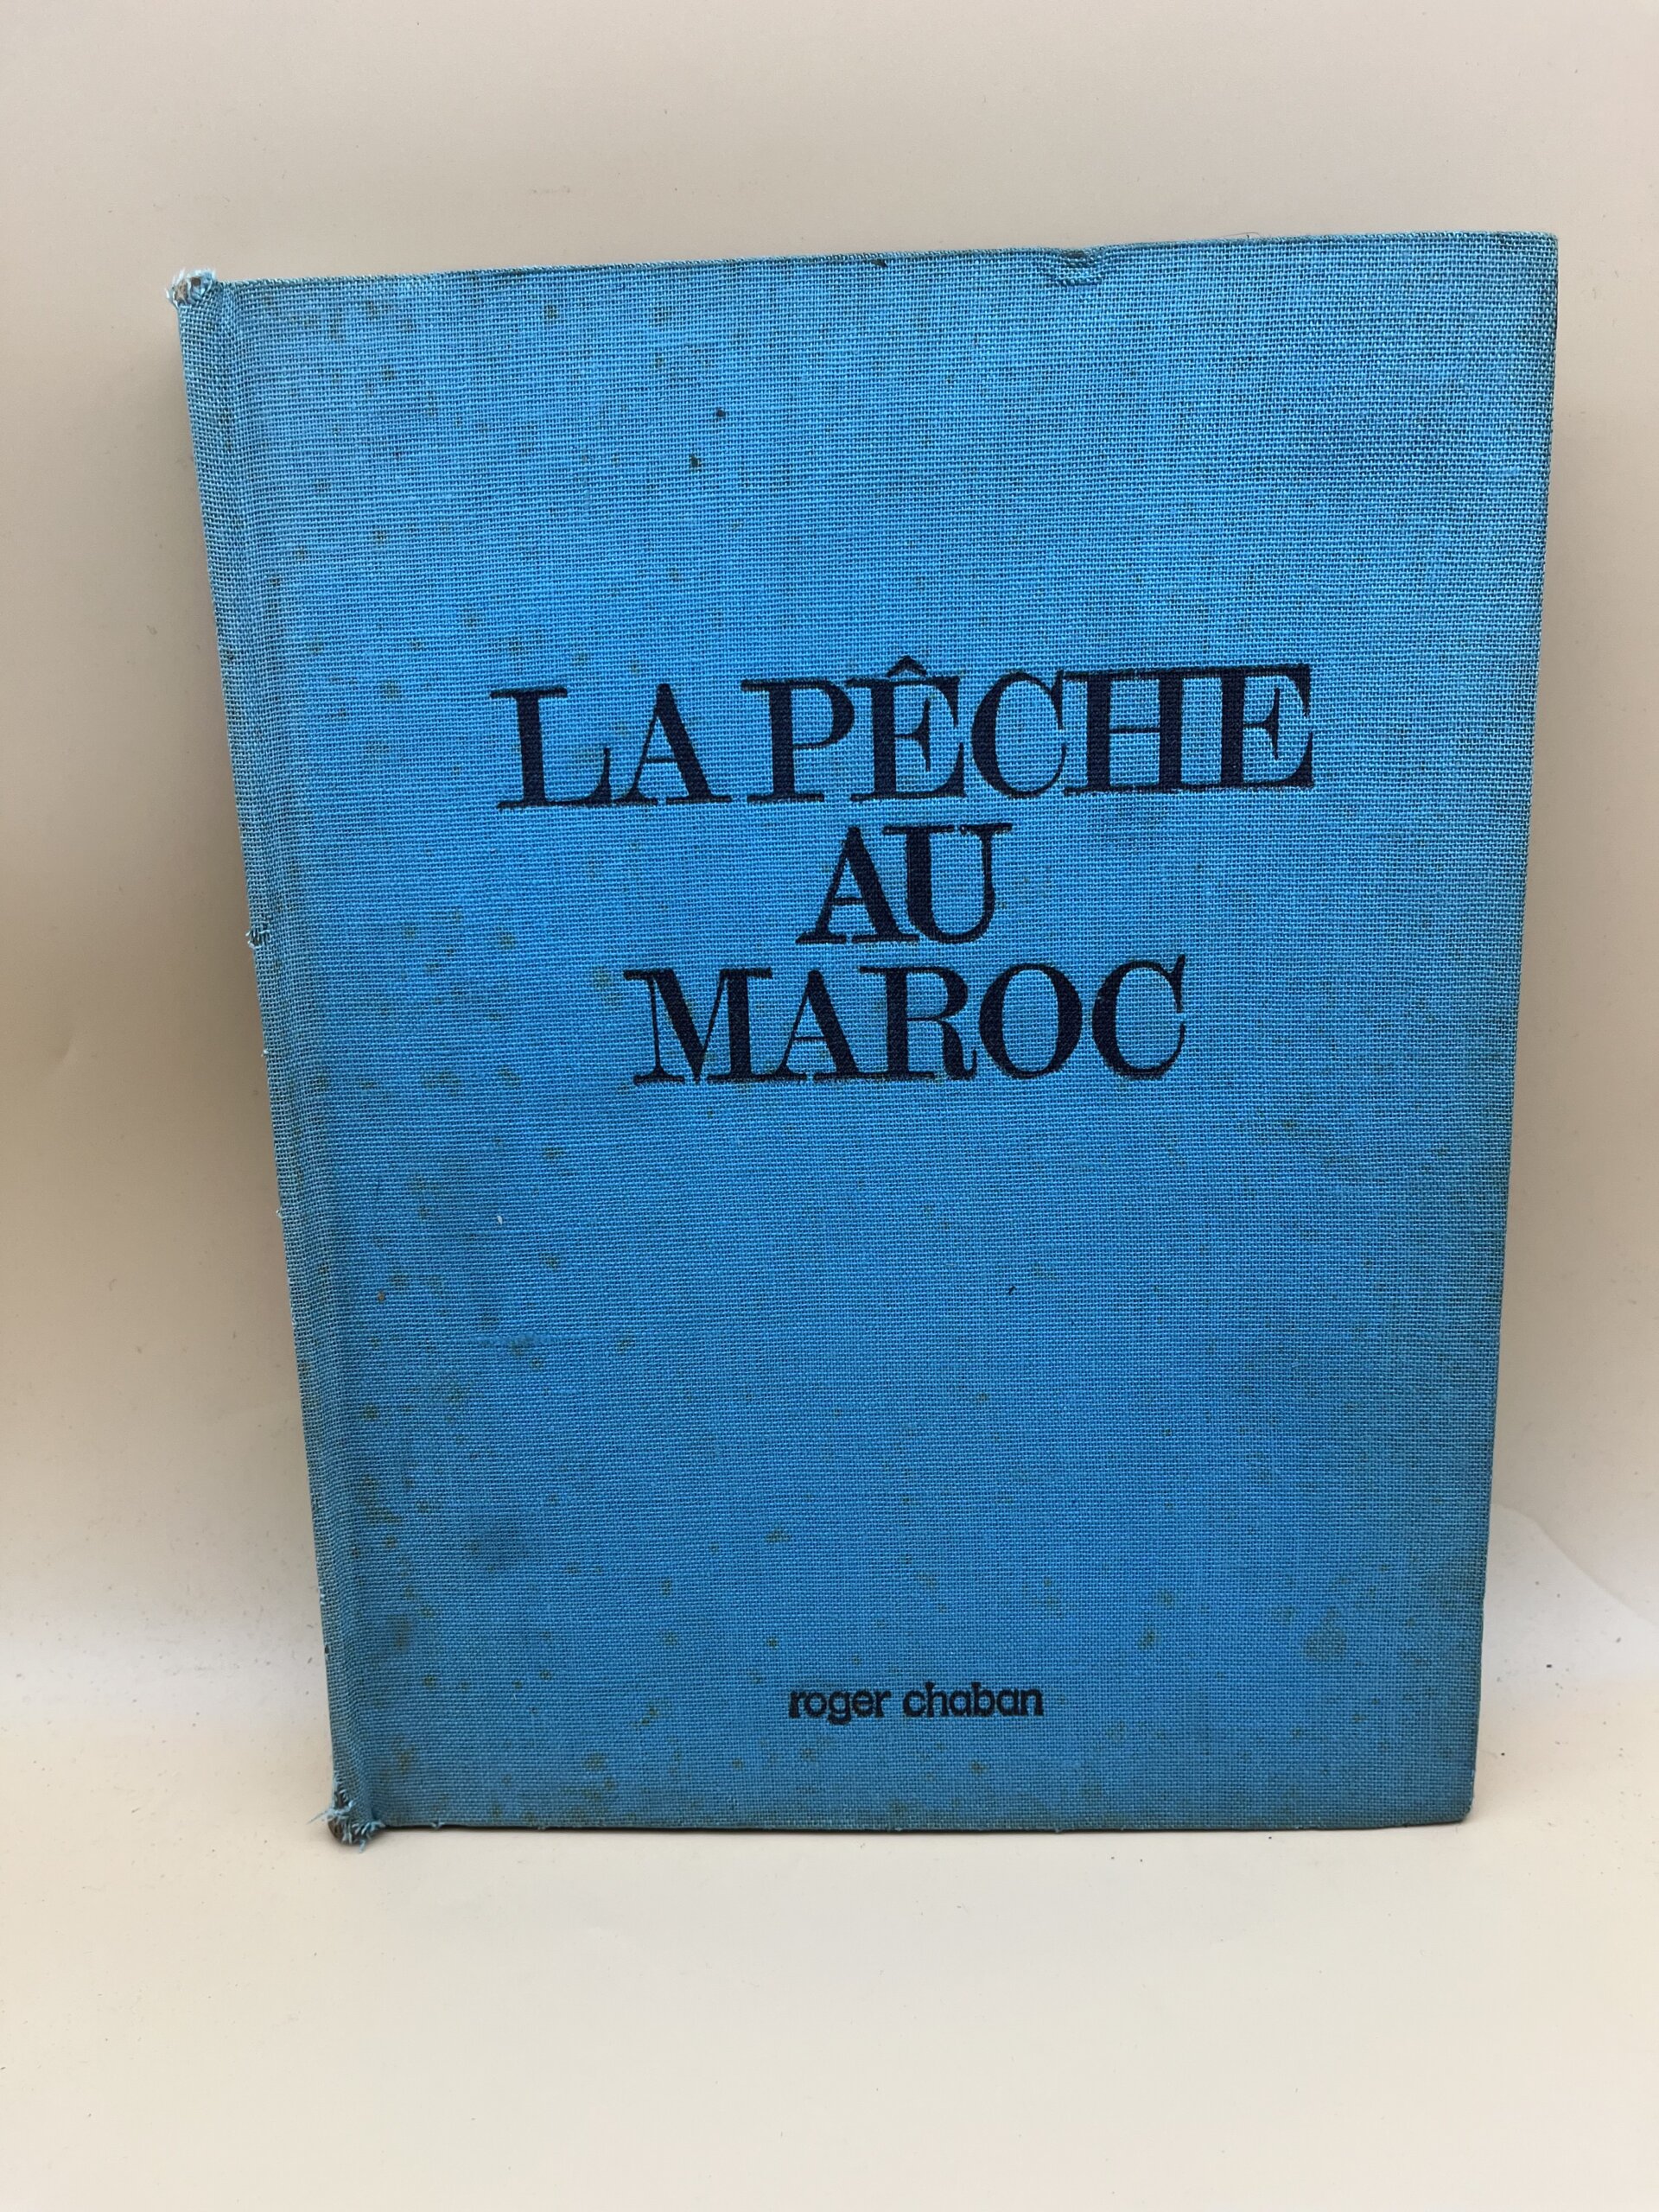 LA PÊCHE
AU
MAROC
roger chaban